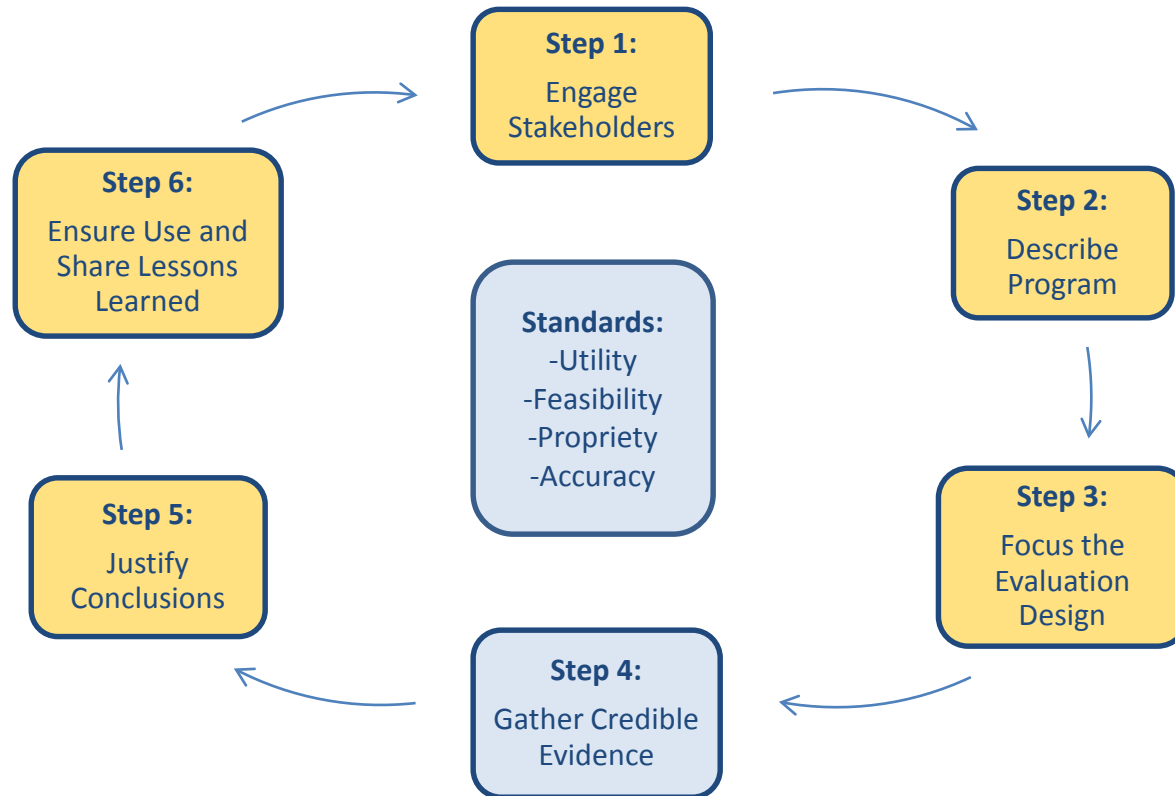 Step 1:
Engage
Stakeholders
Step 2:
Describe
Program
Step 3:
Focus the
Evaluation
Design
Step 4:
Gather Credible
Evidence
Step 5:
Justify
Conclusions
Step 6:
Ensure Use and
Share Lessons
Learned
Standards:
-Utility
-Feasibility
-Propriety
-Accuracy